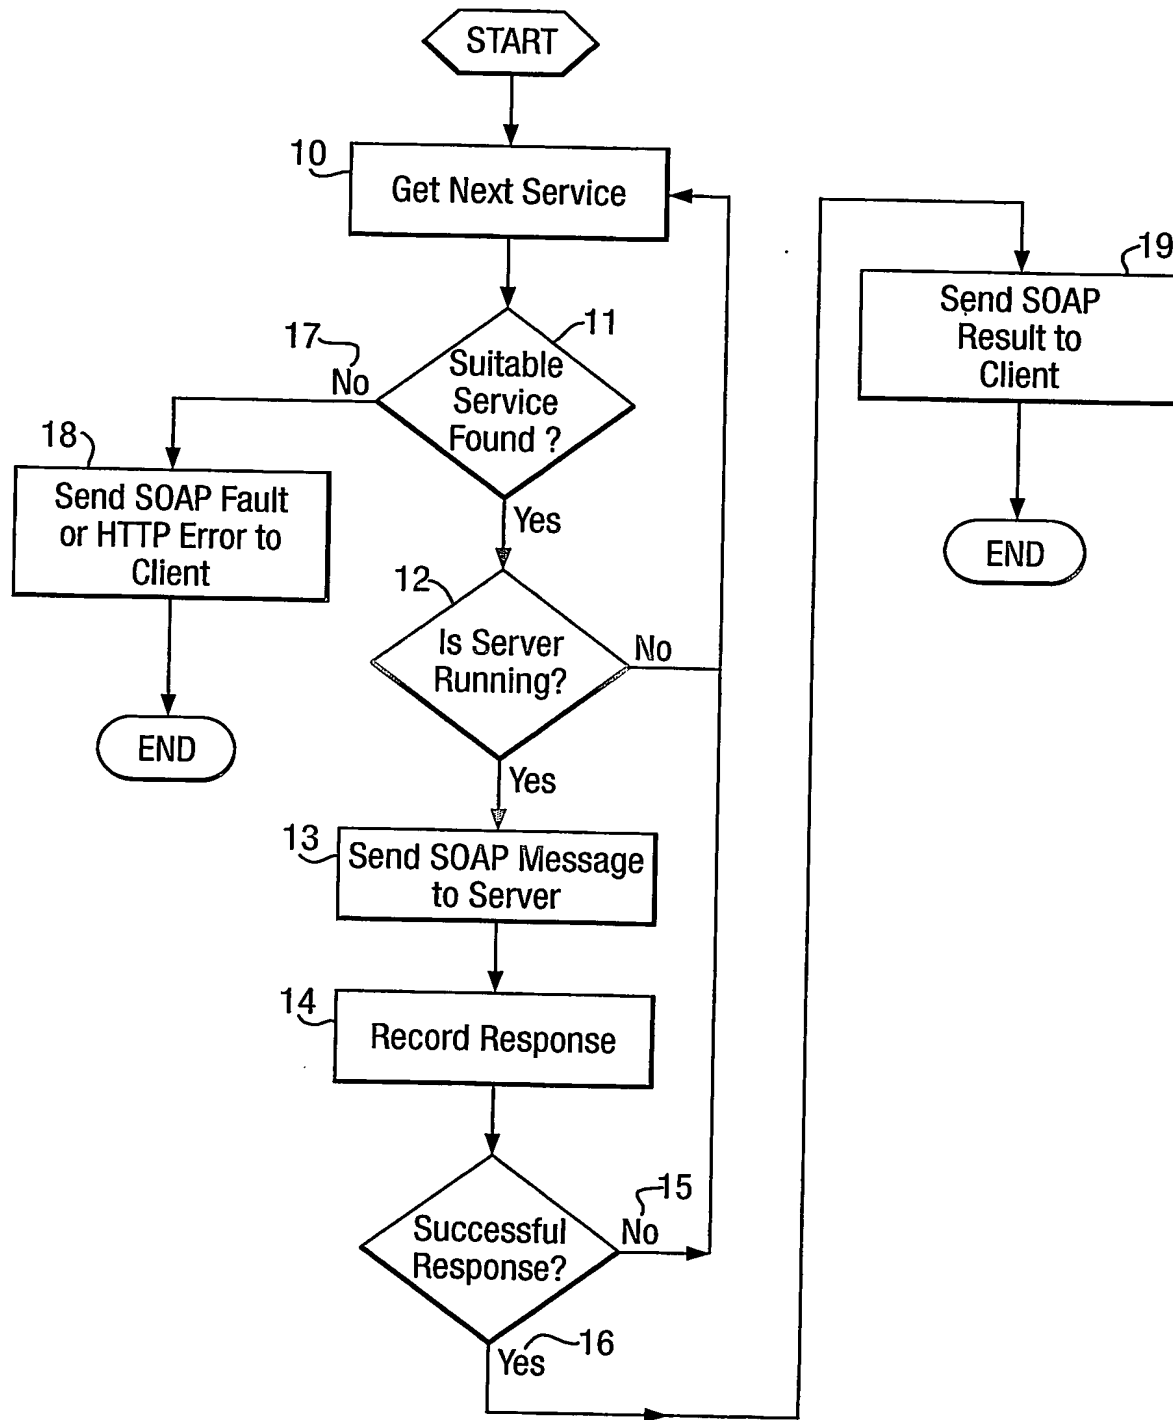 START
10
Get Next Service
11
Suitable
Service
Found ?
17
No
18
Send SOAP Fault
or HTTP Error to
Client
END
Yes
12
Is Server
Running?
No
Yes
13
Send SOAP Message
to Server
14
Record Response
Successful
Response?
15
No
16
Yes
19
Send SOAP
Result to
Client
END